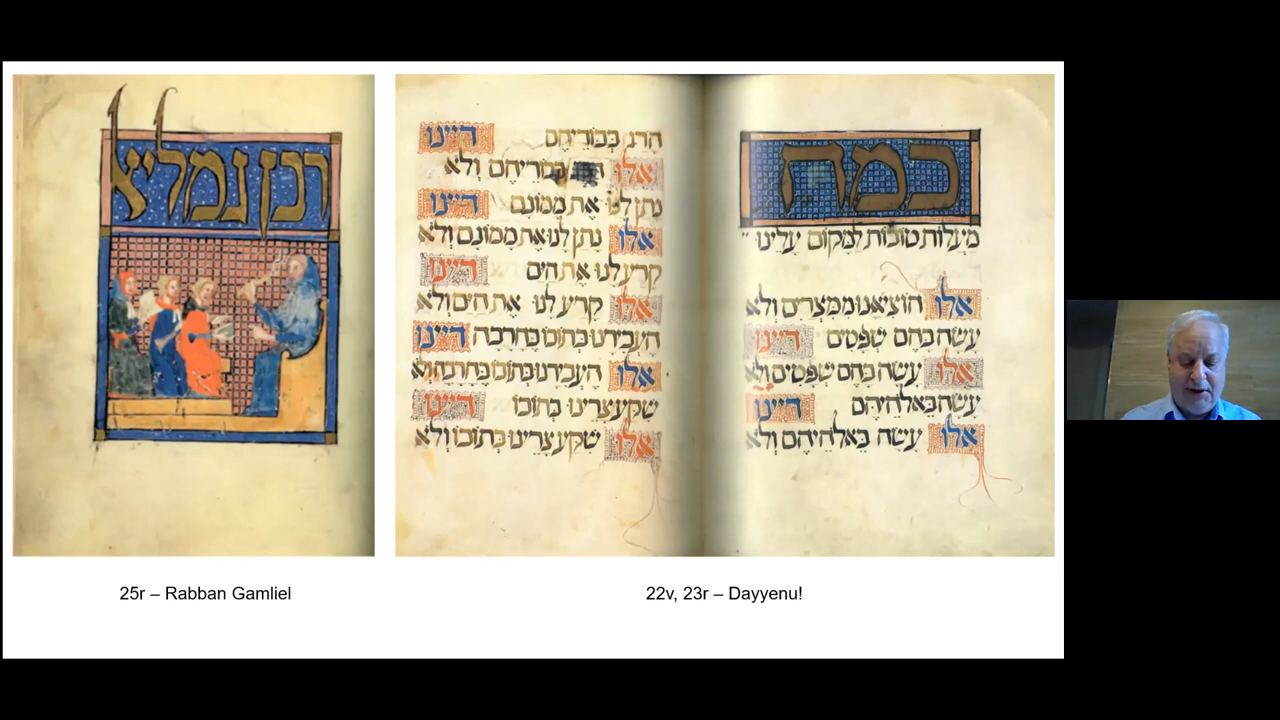 רבן גמליאל
כמה
מעלות טובות למקום עלינו
אלו הוציאנו ממצרים ולא
עשה בהם שפטים דיינו
אלו עשה בהם שפטים ולא
עשה באלהיהם דיינו
אלו עשה באלהיהם ולא
הרג בכוריהם דיינו
אלו הרג בכוריהם ולא
נתן לנו את ממונם דיינו
אלו נתן לנו את ממונם ולא
קרע לנו את הים דיינו
אלו קרע לנו את הים ולא
העבירנו בתוכו בחרבה דיינו
אלו העבירנו בתוכו בחרבה ולא
שקע צרינו בתוכו דיינו
אלו שקע צרינו בתוכו ולא
25r – Rabban Gamliel
22v, 23r – Dayyenu!